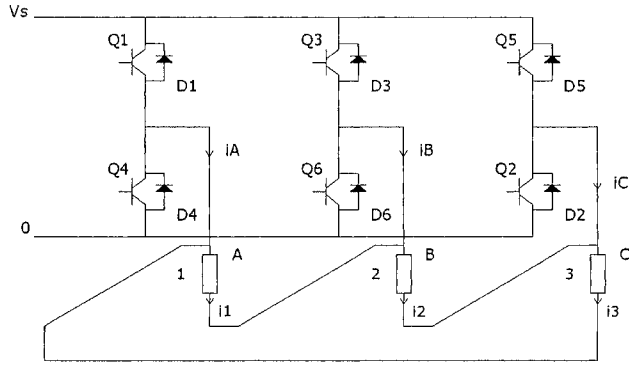 Vs
Q1 Q3 Q5
D1 D3 D5
iA iB
Q4 Q6 Q2 iC
D4 D6 D2
0
A B C
1 2 3
i1 i2 i3